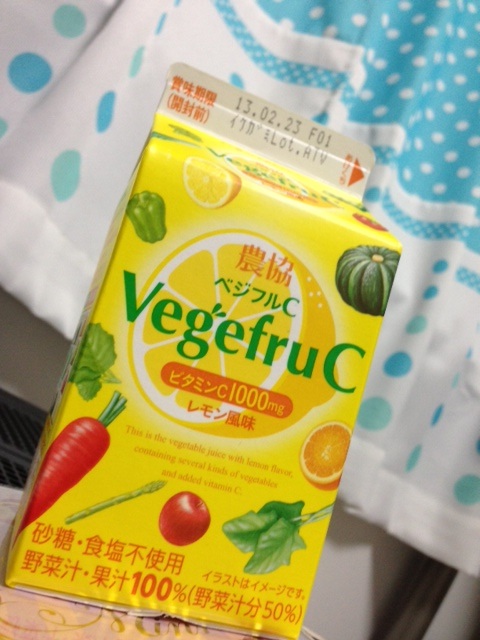 賞味期限
(開封前)
13.02.23 F01
イクガミLot.A1V
Vegefru C
農協
ベジフルC
Vegefru C
ビタミンC1000mg
レモン風味
This is the vegetable juice with lemon flavor,
containing several kinds of vegetables
and added vitamin C.
砂糖・食塩不使用
イラストはイメージです。
野菜汁・果汁100%(野菜汁分50%)